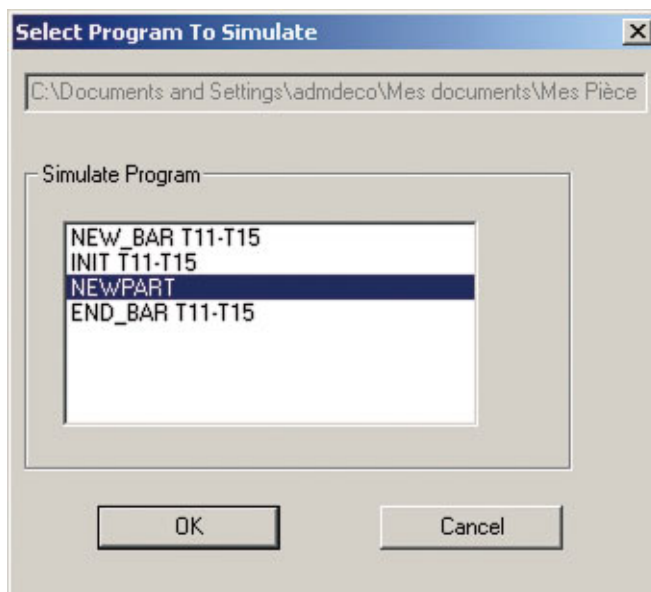 Select Program To Simulate
C:\Documents and Settings\admdeco\Mes documents\Mes Pièce
Simulate Program
NEW_BAR T11-T15
INIT T11-T15
NEWPART
END_BAR T11-T15
OK
Cancel